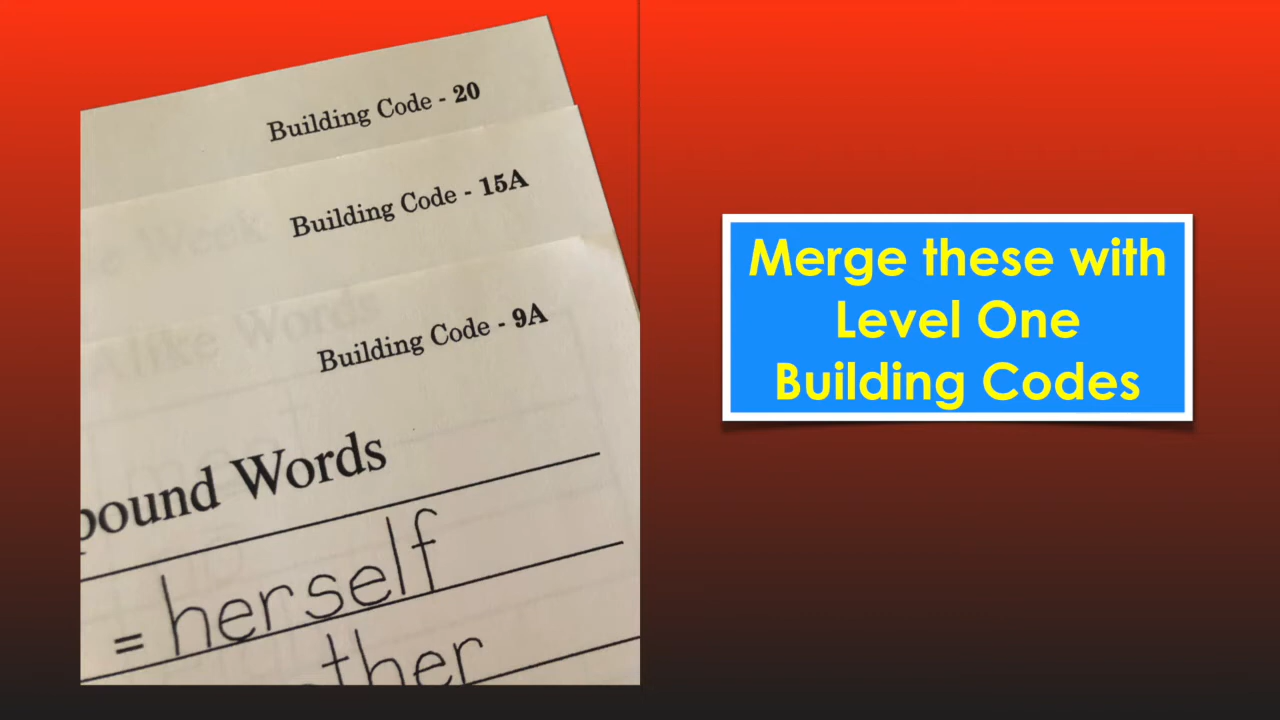 Building Code - 20
Building Code - 15A
Building Code - 9A
pound Words
= herself
ther
Merge these with
Level One
Building Codes